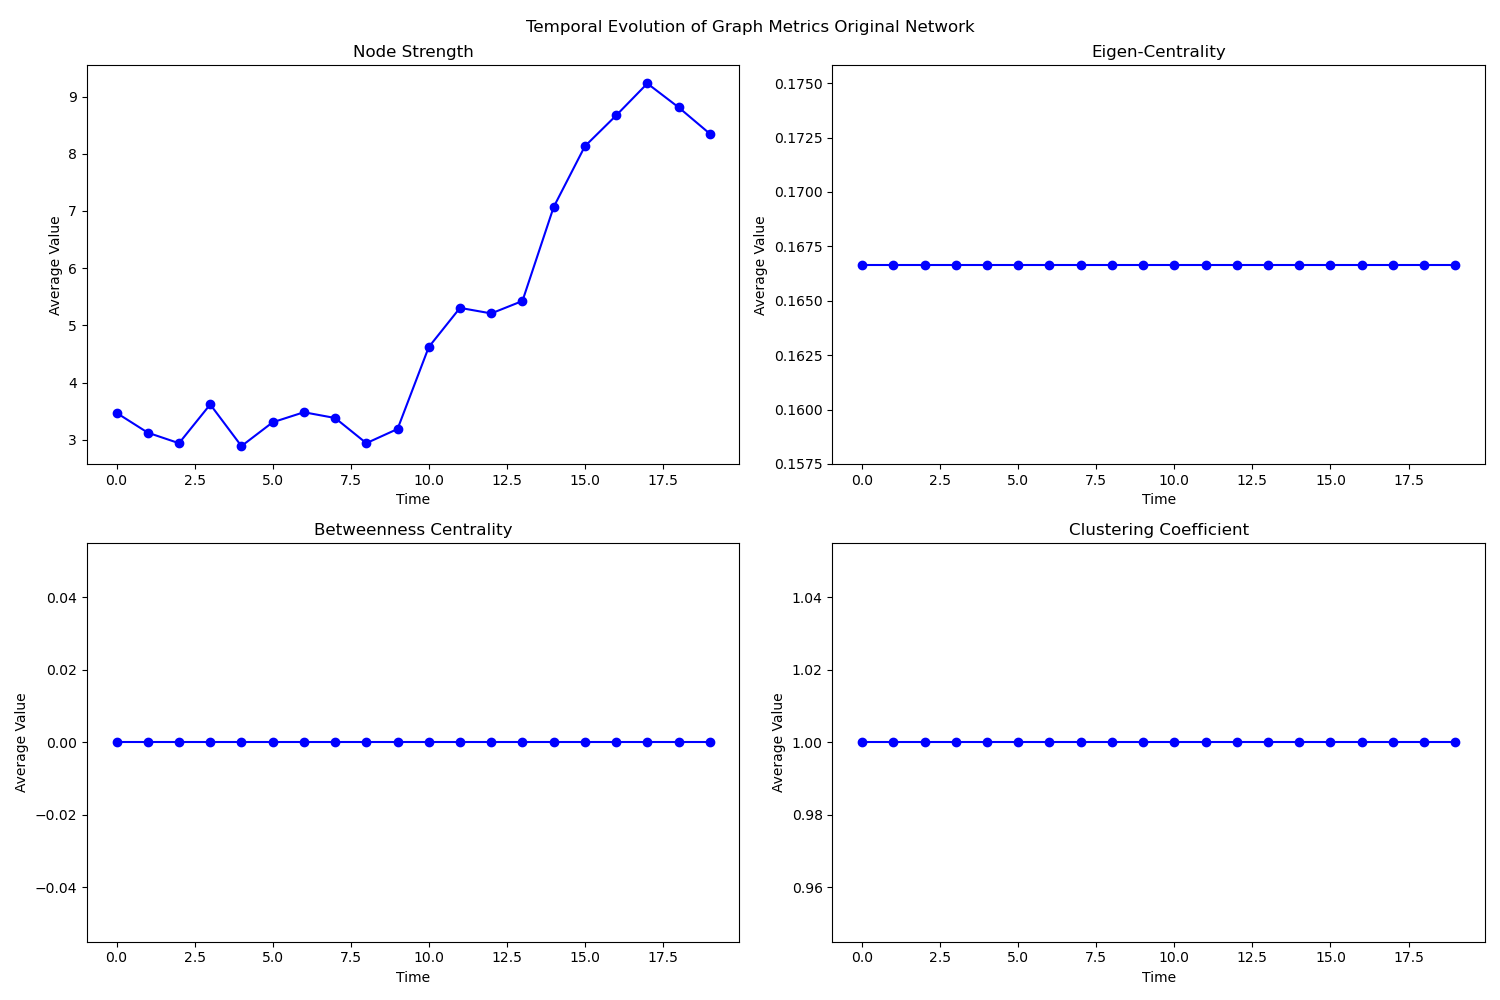 Temporal Evolution of Graph Metrics Original Network
Node Strength
9
8
7
6
5
4
3
Average Value
0.0 2.5 5.0 7.5 10.0 12.5 15.0 17.5
Time
Eigen-Centrality
0.1750
0.1725
0.1700
0.1675
0.1650
0.1625
0.1600
0.1575
Average Value
0.0 2.5 5.0 7.5 10.0 12.5 15.0 17.5
Time
Betweenness Centrality
0.04
0.02
0.00
−0.02
−0.04
Average Value
0.0 2.5 5.0 7.5 10.0 12.5 15.0 17.5
Time
Clustering Coefficient
1.04
1.02
1.00
0.98
0.96
Average Value
0.0 2.5 5.0 7.5 10.0 12.5 15.0 17.5
Time